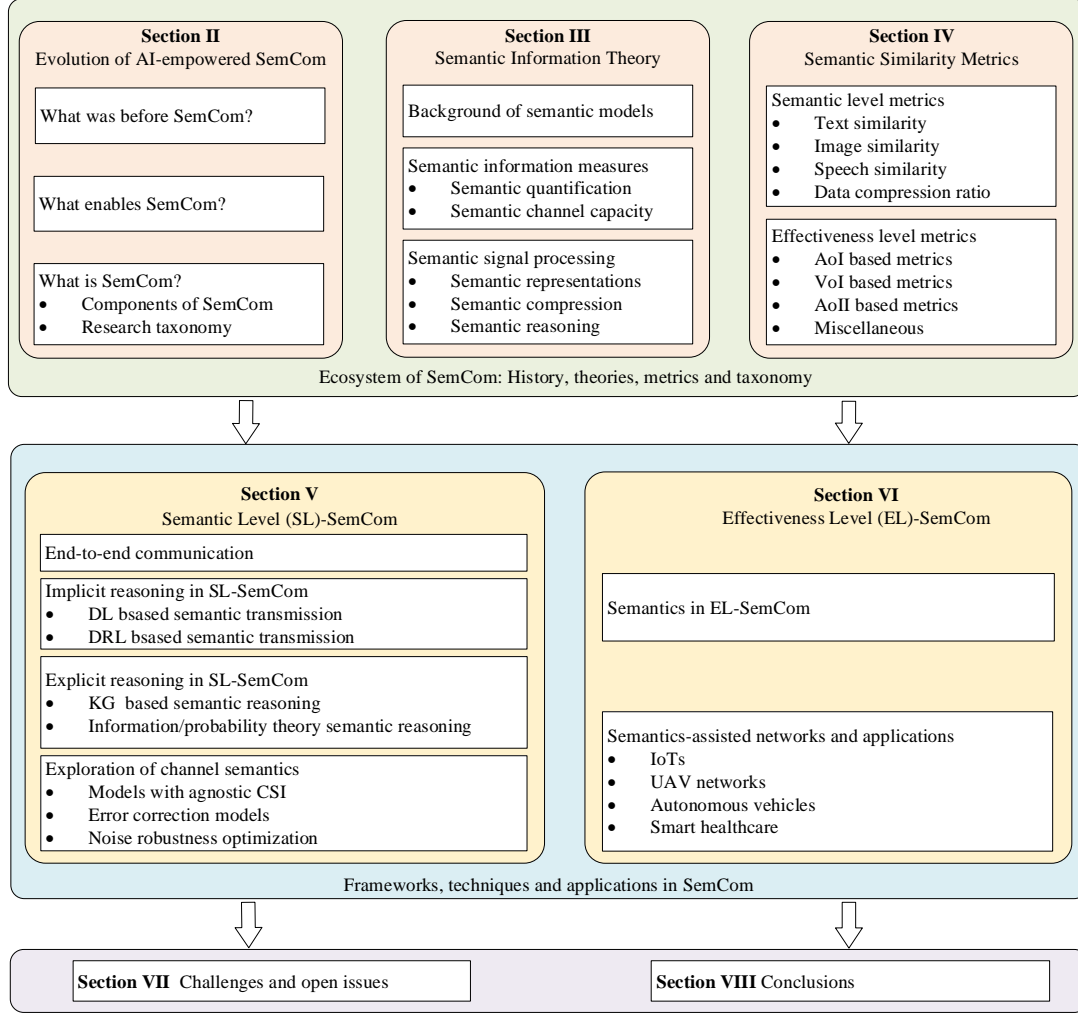 Section II
Evolution of AI-empowered SemCom
What was before SemCom?
What enables SemCom?
What is SemCom?
• Components of SemCom
• Research taxonomy
Section III
Semantic Information Theory
Background of semantic models
Semantic information measures
• Semantic quantification
• Semantic channel capacity
Semantic signal processing
• Semantic representations
• Semantic compression
• Semantic reasoning
Section IV
Semantic Similarity Metrics
Semantic level metrics
• Text similarity
• Image similarity
• Speech similarity
• Data compression ratio
Effectiveness level metrics
• AoI based metrics
• VoI based metrics
• AoII based metrics
• Miscellaneous
Ecosystem of SemCom: History, theories, metrics and taxonomy
Section V
Semantic Level (SL)-SemCom
End-to-end communication
Implicit reasoning in SL-SemCom
• DL bsased semantic transmission
• DRL bsased semantic transmission
Explicit reasoning in SL-SemCom
• KG based semantic reasoning
• Information/probability theory semantic reasoning
Exploration of channel semantics
• Models with agnostic CSI
• Error correction models
• Noise robustness optimization
Section VI
Effectiveness Level (EL)-SemCom
Semantics in EL-SemCom
Semantics-assisted networks and applications
• IoTs
• UAV networks
• Autonomous vehicles
• Smart healthcare
Frameworks, techniques and applications in SemCom
Section VII Challenges and open issues
Section VIII Conclusions